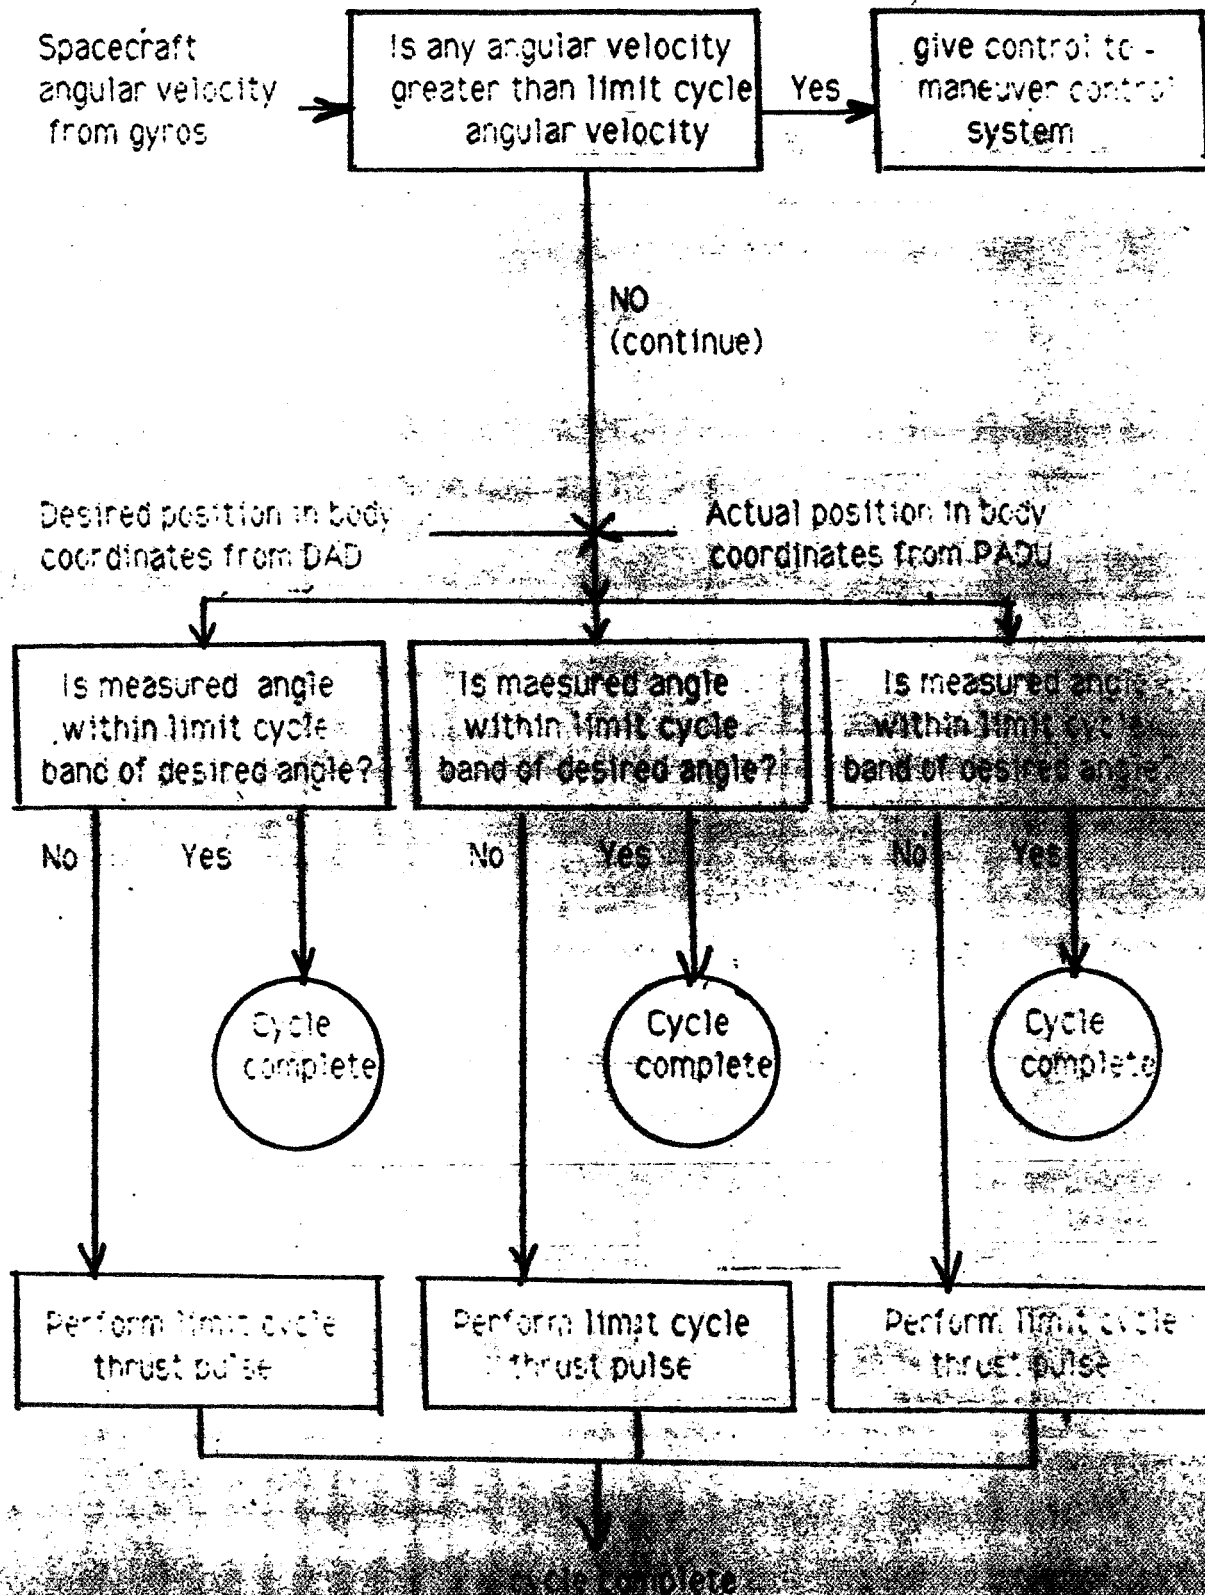 Spacecraft
angular velocity
from gyros
Is any angular velocity
greater than limit cycle
angular velocity
Yes
give control to -
maneuver control
system
NO
(continue)
Desired position in body
coordinates from DAD
Actual position in body
coordinates from PADU
Is measured angle
within limit cycle
band of desired angle?
Is maesured angle
within limit cycle
band of desired angle?
Is measured angle
within limit cycle
band of desired angle?
No
Yes
No
Yes
No
Yes
Cycle
complete
Cycle
complete
Cycle
complete
Perform limit cycle
thrust pulse
Perform limit cycle
thrust pulse
Perform limit cycle
thrust pulse
cycle complete